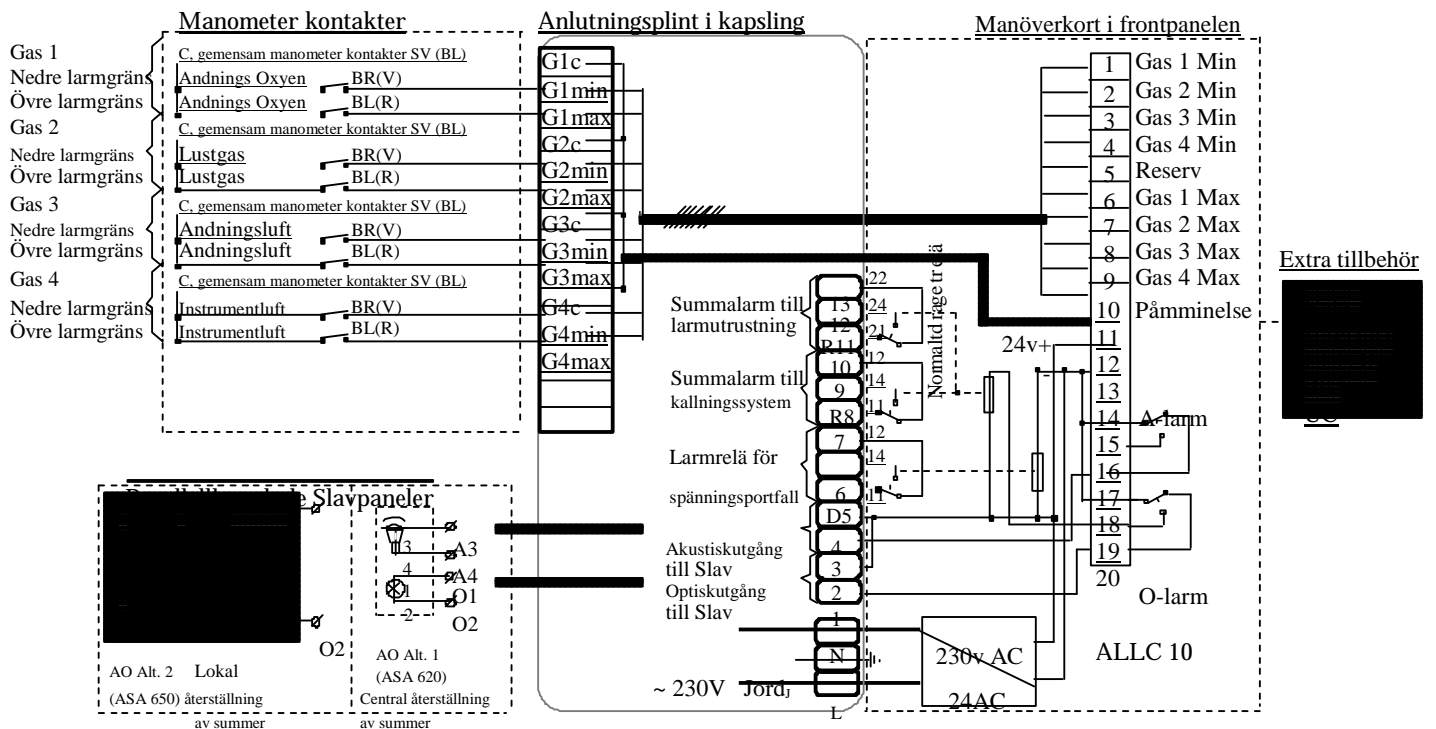 Manometer kontakter
Gas 1
C, gemensam manometer kontakter SV (BL)
Nedre larmgräns
Andnings Oxyen
BR(V)
Övre larmgräns
Andnings Oxyen
BL(R)
Gas 2
C, gemensam manometer kontakter SV (BL)
Nedre larmgräns
Lustgas
BR(V)
Övre larmgräns
Lustgas
BL(R)
Gas 3
C, gemensam manometer kontakter SV (BL)
Nedre larmgräns
Andningsluft
BR(V)
Övre larmgräns
Andningsluft
BL(R)
Gas 4
C, gemensam manometer kontakter SV (BL)
Nedre larmgräns
Instrumentluft
BR(V)
Övre larmgräns
Instrumentluft
BL(R)
Anlutningsplint i kapsling
G1c
G1min
G1max
G2c
G2min
G2max
G3c
G3min
G3max
G4c
G4min
G4max
Summalarm till
larmutrustning
Summalarm till
kallningssystem
Larmrelä för
spänningsportfall
Akustiskutgång
till Slav
Optiskutgång
till Slav
13
12
R11
10
9
R8
7
6
D5
4
3
2
1
N
L
~ 230V
Jord
22
24
21
12
14
11
12
14
11
Normaltdragetrelä
Manöverkort i frontpanelen
1
Gas 1 Min
2
Gas 2 Min
3
Gas 3 Min
4
Gas 4 Min
5
Reserv
6
Gas 1 Max
7
Gas 2 Max
8
Gas 3 Max
9
Gas 4 Max
10
Påmminelse
24v+
11
-
12
13
14
A-larm
15
16
17
18
19
20
O-larm
230v AC
24AC
ALLC 10
Extra tillbehör
Slavpaneler
O2
AO Alt. 2 Lokal
(ASA 650) återställning
av summer
3
A3
4
A4
1
O1
2
O2
AO Alt. 1
(ASA 620)
Central återställning
av summer